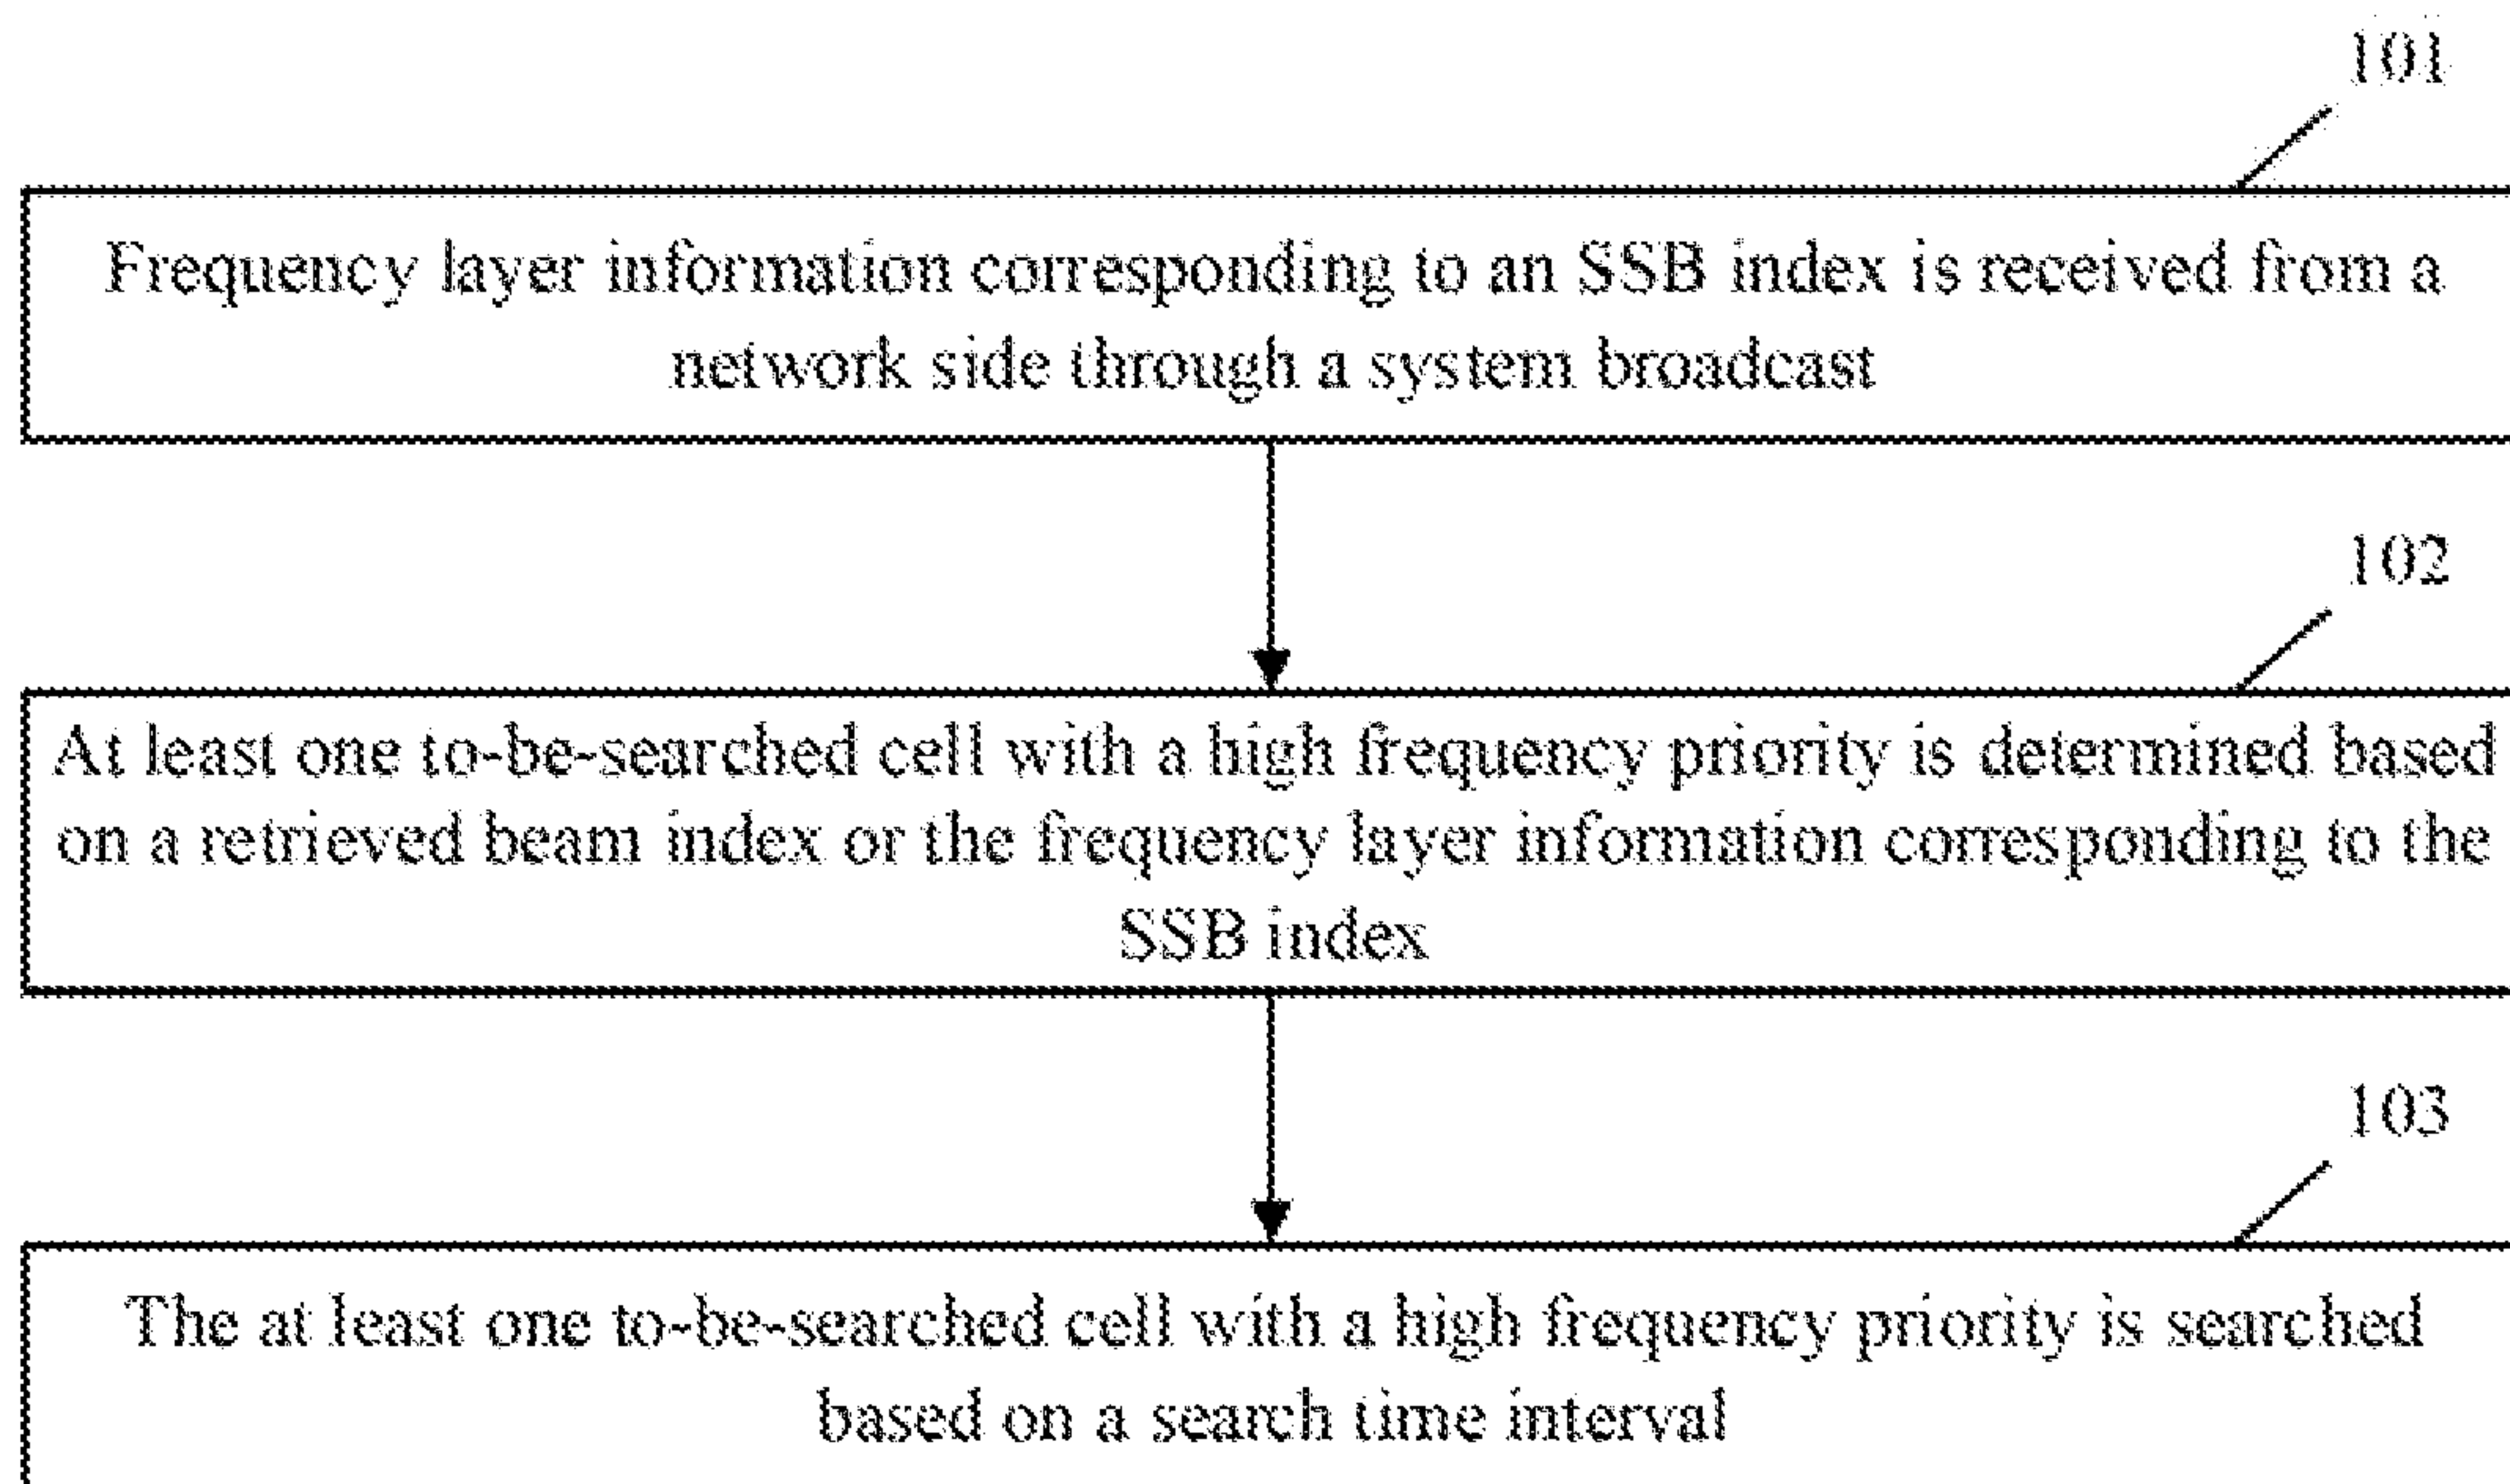 101
Frequency layer information corresponding to an SSB index is received from a
network side through a system broadcast
102
At least one to-be-searched cell with a high frequency priority is determined based
on a retrieved beam index or the frequency layer information corresponding to the
SSB index
103
The at least one to-be-searched cell with a high frequency priority is searched
based on a search time interval